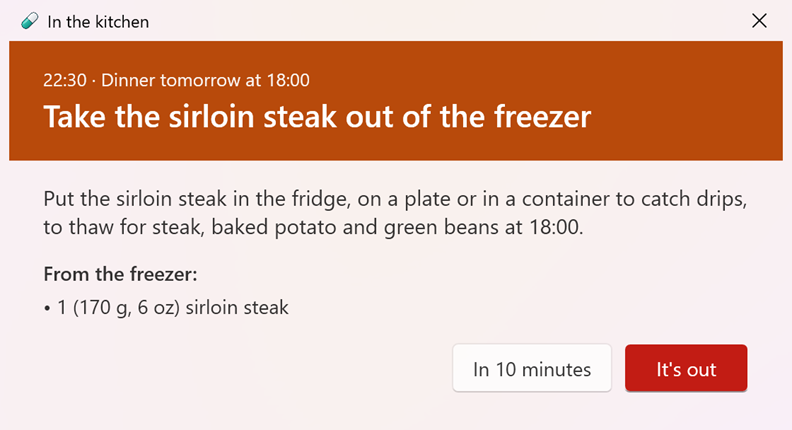 In the kitchen
22:30 · Dinner tomorrow at 18:00
Take the sirloin steak out of the freezer
Put the sirloin steak in the fridge, on a plate or in a container to catch drips,
to thaw for steak, baked potato and green beans at 18:00.
From the freezer:
• 1 (170 g, 6 oz) sirloin steak
In 10 minutes
It's out